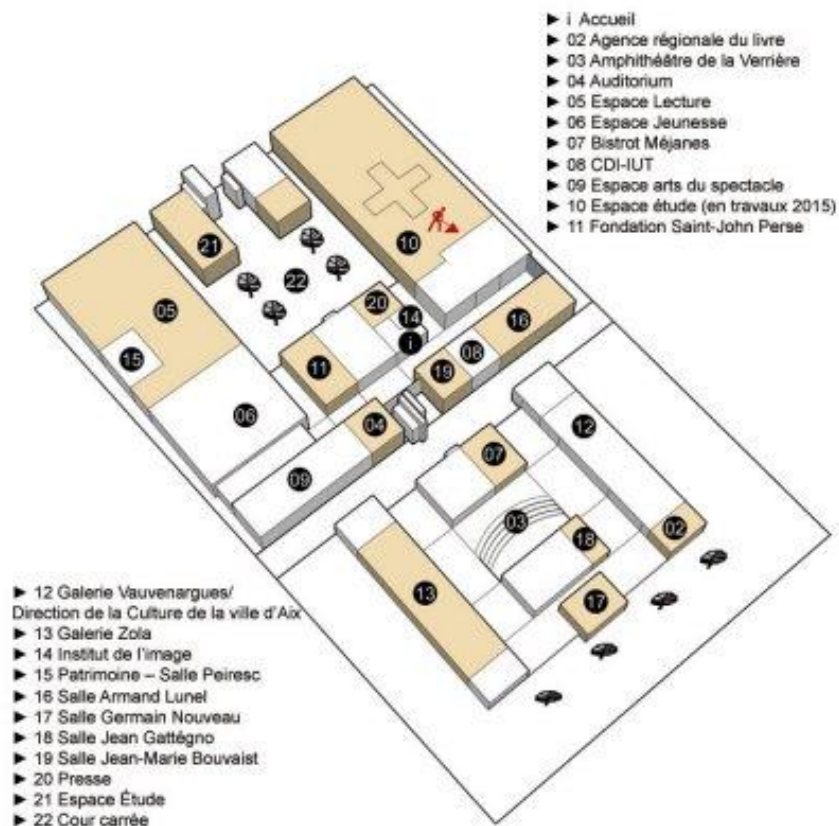 ► i Accueil
► 02 Agence régionale du livre
► 03 Amphithéâtre de la Verrière
► 04 Auditorium
► 05 Espace Lecture
► 06 Espace Jeunesse
► 07 Bistrot Méjanes
► 08 CDI-IUT
► 09 Espace arts du spectacle
► 10 Espace étude (en travaux 2015)
► 11 Fondation Saint-John Perse
10
21
22
20
14
i
16
05
15
11
19
08
06
04
12
09
07
03
02
18
13
17
► 12 Galerie Vauvenargues/
Direction de la Culture de la ville d'Aix
► 13 Galerie Zola
► 14 Institut de l'image
► 15 Patrimoine – Salle Peiresc
► 16 Salle Armand Lunel
► 17 Salle Germain Nouveau
► 18 Salle Jean Gattégno
► 19 Salle Jean-Marie Bouvaist
► 20 Presse
► 21 Espace Étude
► 22 Cour carrée